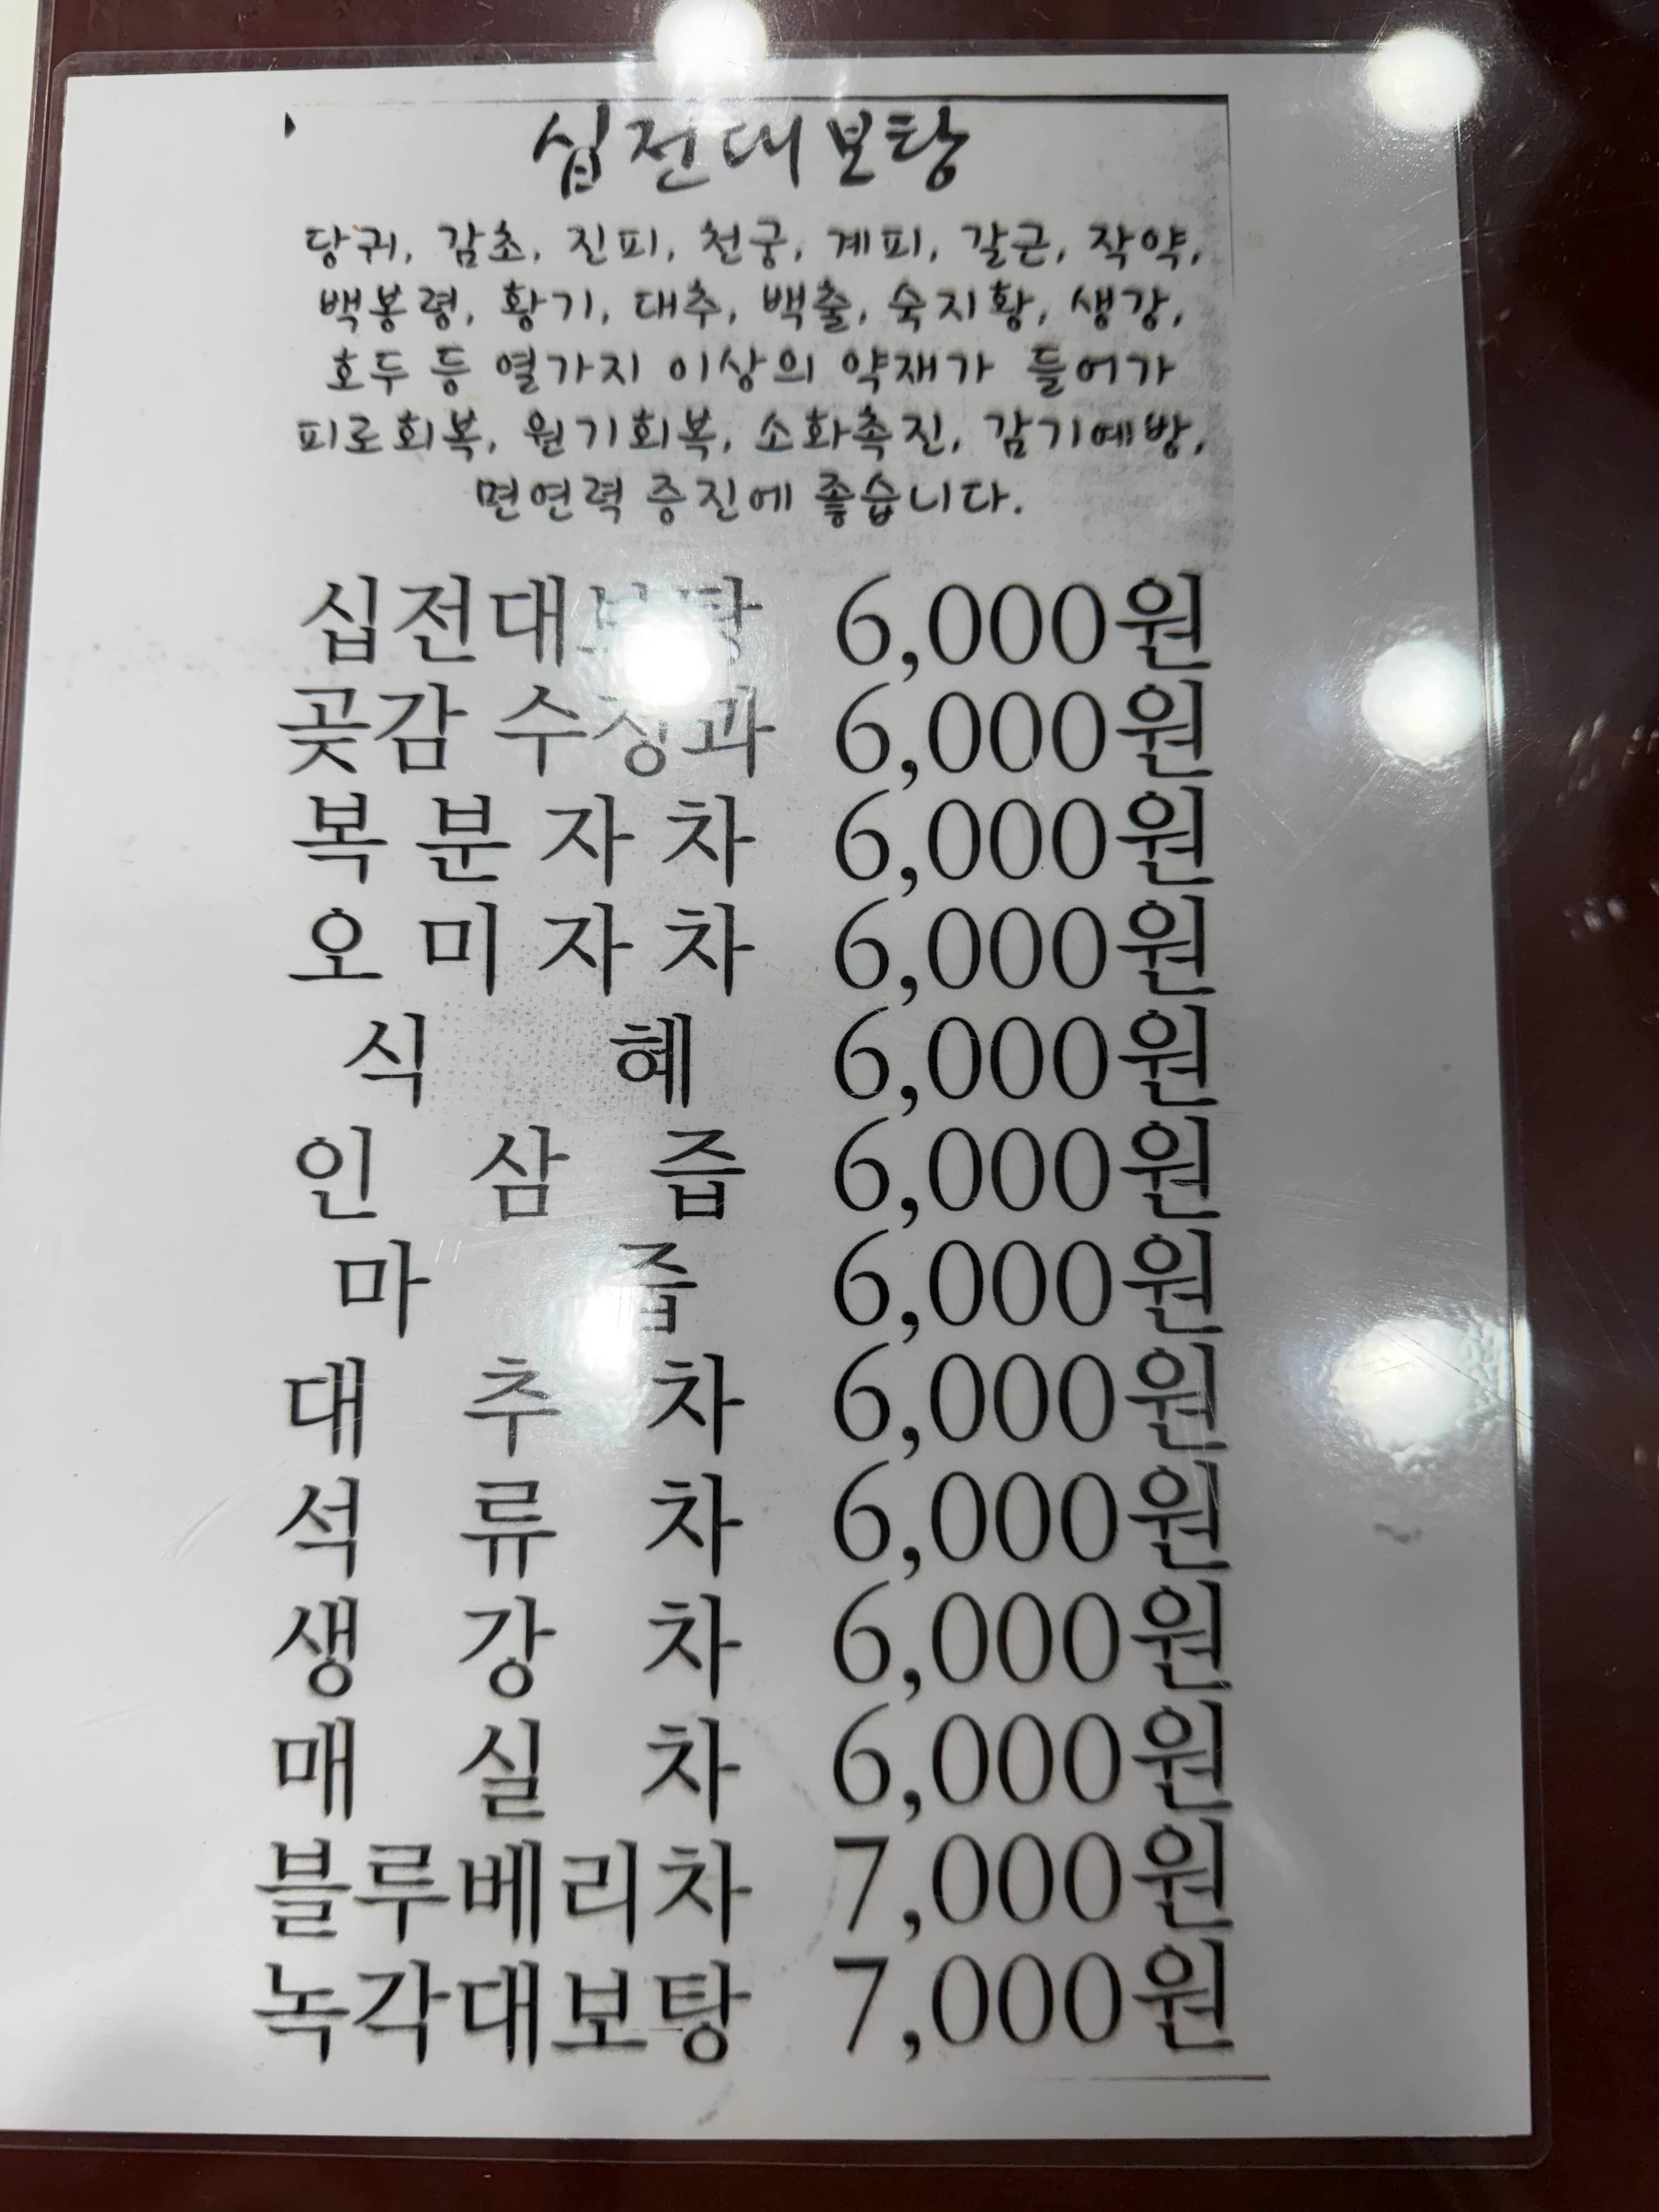 십전대보탕
당귀, 감초, 진피, 천궁, 계피, 갈근, 작약,
백봉령, 황기, 대추, 백출, 숙지황, 생강,
호두 등 열가지 이상의 약재가 들어가
피로회복, 원기회복, 소화촉진, 감기예방,
면연력 증진에 좋습니다.
십전대보탕 6,000원
곶감 수정과 6,000원
복분자차 6,000원
오미자차 6,000원
식혜 6,000원
인삼즙 6,000원
마즙 6,000원
대추차 6,000원
석류차 6,000원
생강차 6,000원
매실차 6,000원
블루베리차 7,000원
녹각대보탕 7,000원